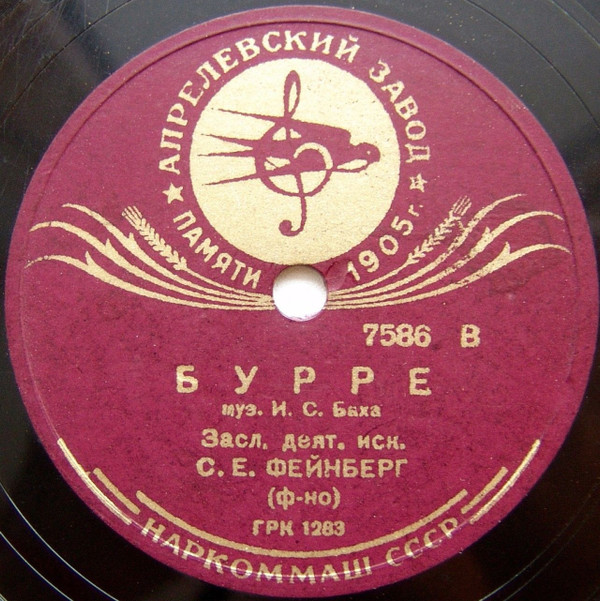 ★ АПРЕЛЕВСКИЙ ЗАВОД ★
ПАМЯТИ 1905 г.
7586 В
БУРРЕ
муз. И. С. Баха
Засл. деят. иск.
С. Е. ФЕЙНБЕРГ
(ф-но)
ГРК 1283
НАРКОММАШ СССР